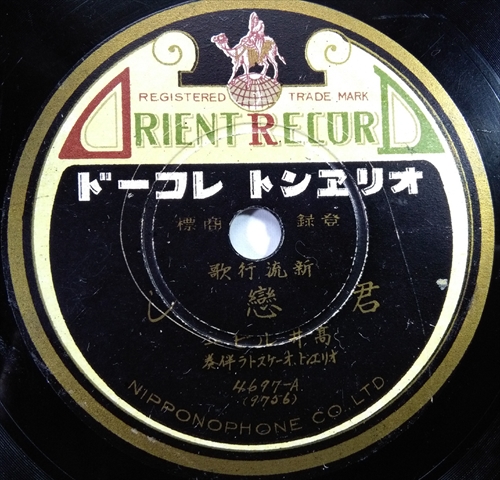 REGISTERED TRADE MARK
ORIENT RECORD
オリヱント レコード
登録 商標
新流行歌
君戀し
高井ルビー
オリエント,オーケストラ伴奏
4697-A
(9756)
NIPPONOPHONE CO LTD